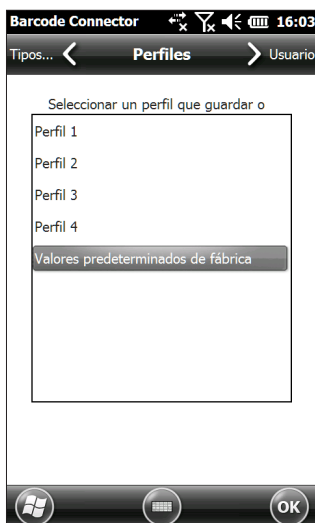 Barcode Connector 16:03
Tipos... Perfiles Usuario
Seleccionar un perfil que guardar o
Perfil 1
Perfil 2
Perfil 3
Perfil 4
Valores predeterminados de fábrica
OK